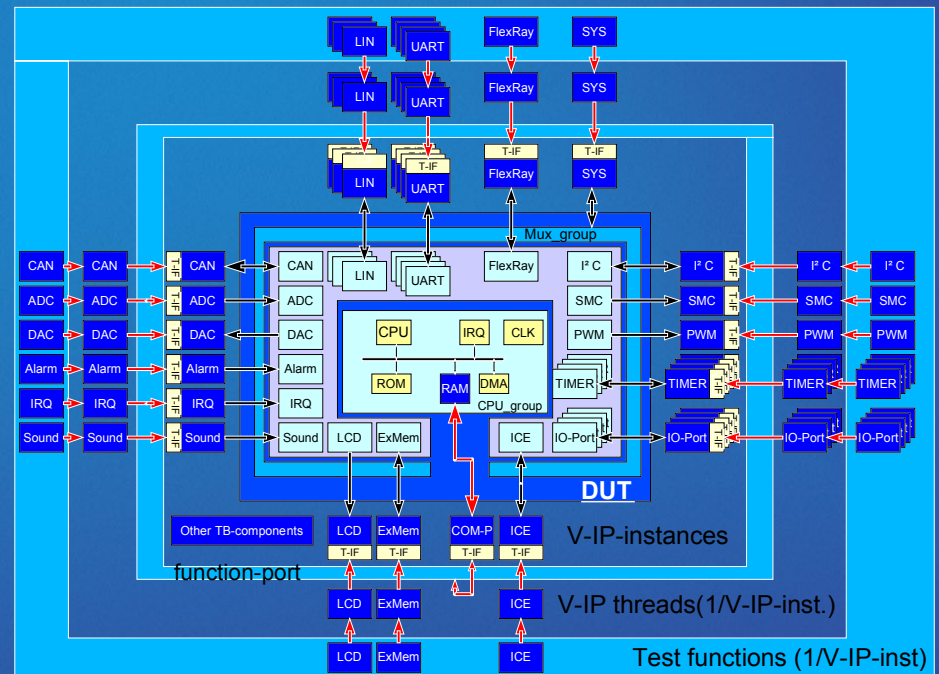 LIN
UART
FlexRay
SYS
LIN
UART
FlexRay
SYS
T-IF
T-IF
T-IF
LIN
UART
FlexRay
SYS
Mux_group
CAN
CAN
T-IF
CAN
CAN
LIN
UART
FlexRay
I² C
I² C
T-IF
I² C
I² C
ADC
ADC
T-IF
ADC
ADC
SMC
SMC
T-IF
SMC
SMC
DAC
DAC
T-IF
DAC
DAC
CPU
IRQ
CLK
PWM
PWM
T-IF
PWM
PWM
Alarm
Alarm
T-IF
Alarm
Alarm
ROM
RAM
DMA
TIMER
TIMER
T-IF
TIMER
TIMER
CPU_group
IRQ
IRQ
T-IF
IRQ
IRQ
Sound
Sound
T-IF
Sound
Sound
LCD
ExMem
ICE
IO-Port
IO-Port
T-IF
IO-Port
IO-Port
DUT
Other TB-components
LCD
ExMem
COM-P
ICE
V-IP-instances
T-IF
T-IF
T-IF
T-IF
function-port
LCD
ExMem
ICE
V-IP threads(1/V-IP-inst.)
LCD
ExMem
ICE
Test functions (1/V-IP-inst)